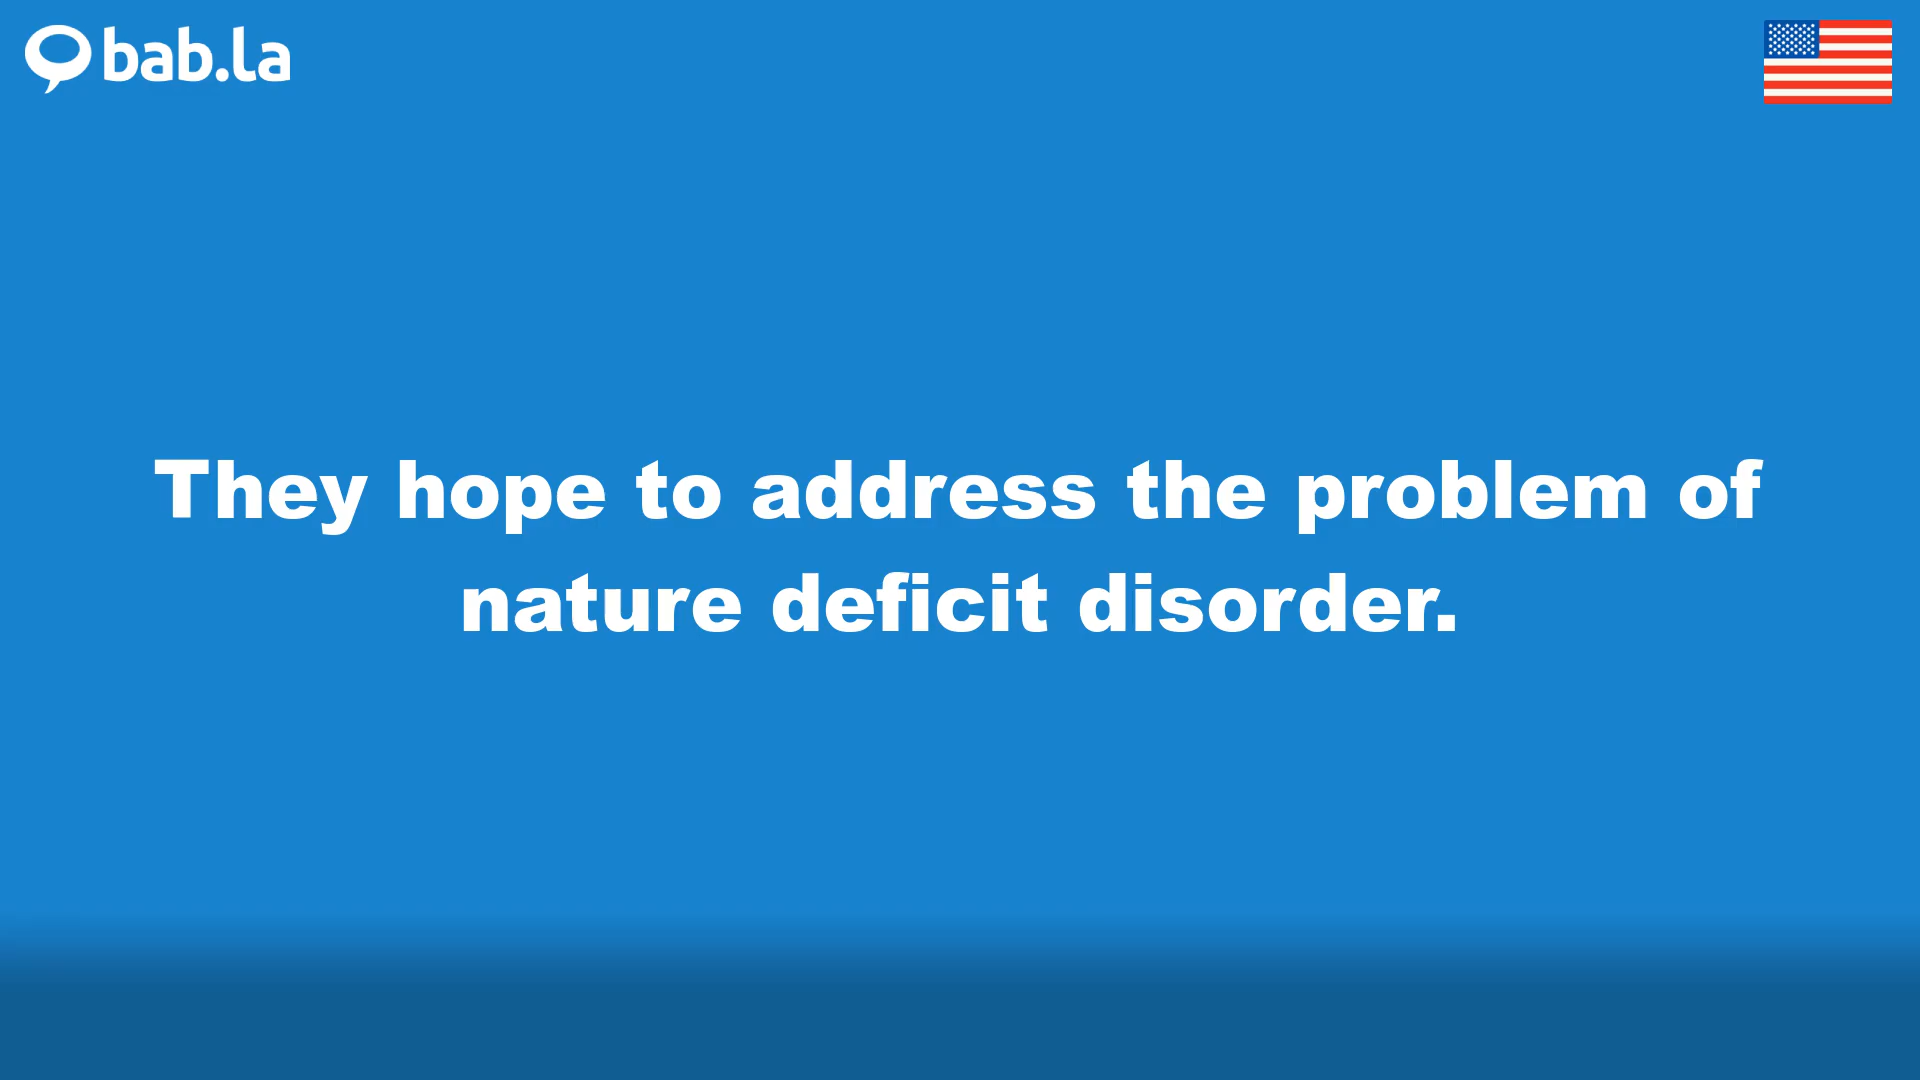 bab.la
They hope to address the problem of
nature deficit disorder.